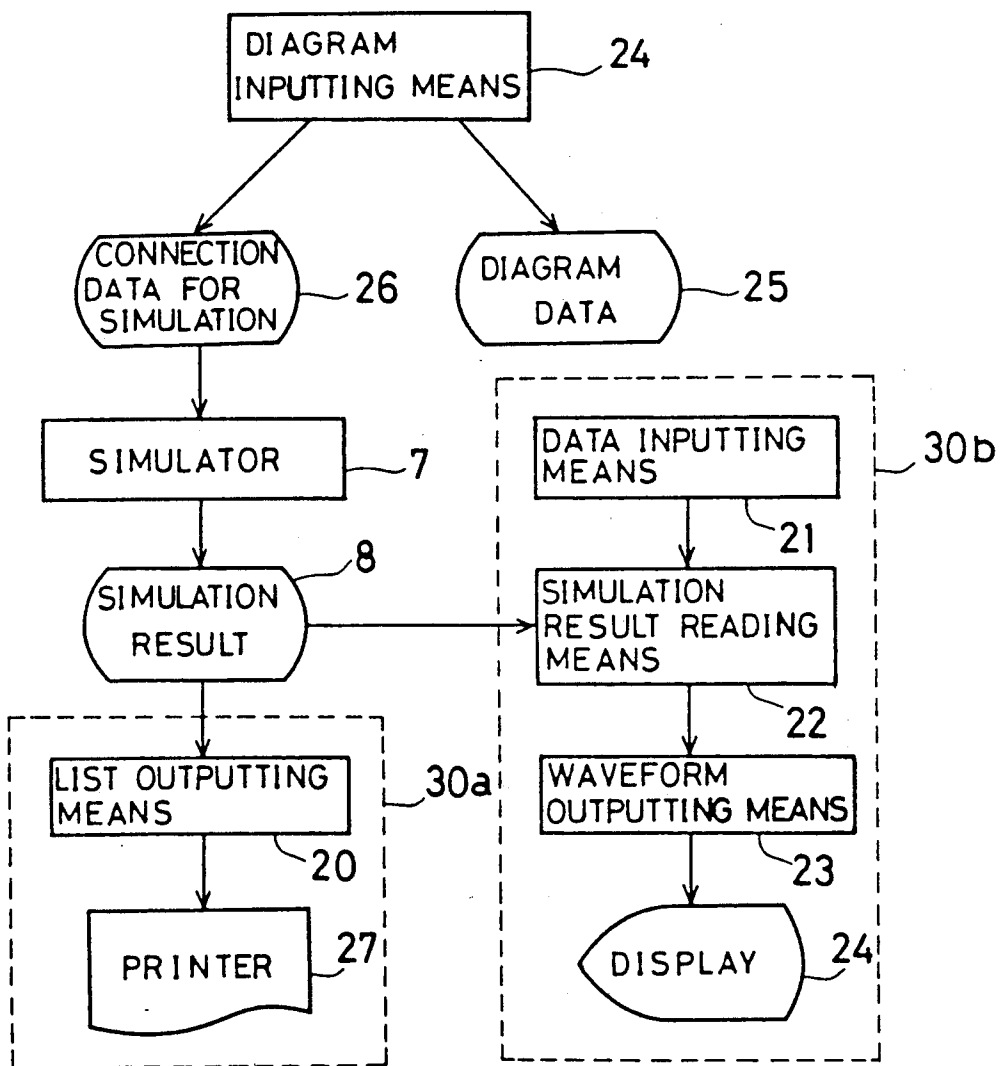 DIAGRAM
INPUTTING MEANS
24
CONNECTION
DATA FOR
SIMULATION
26
DIAGRAM
DATA
25
SIMULATOR
7
DATA INPUTTING
MEANS
21
30b
SIMULATION
RESULT
8
SIMULATION
RESULT READING
MEANS
22
LIST OUTPUTTING
MEANS
20
30a
WAVEFORM
OUTPUTTING MEANS
23
PRINTER
27
DISPLAY
24